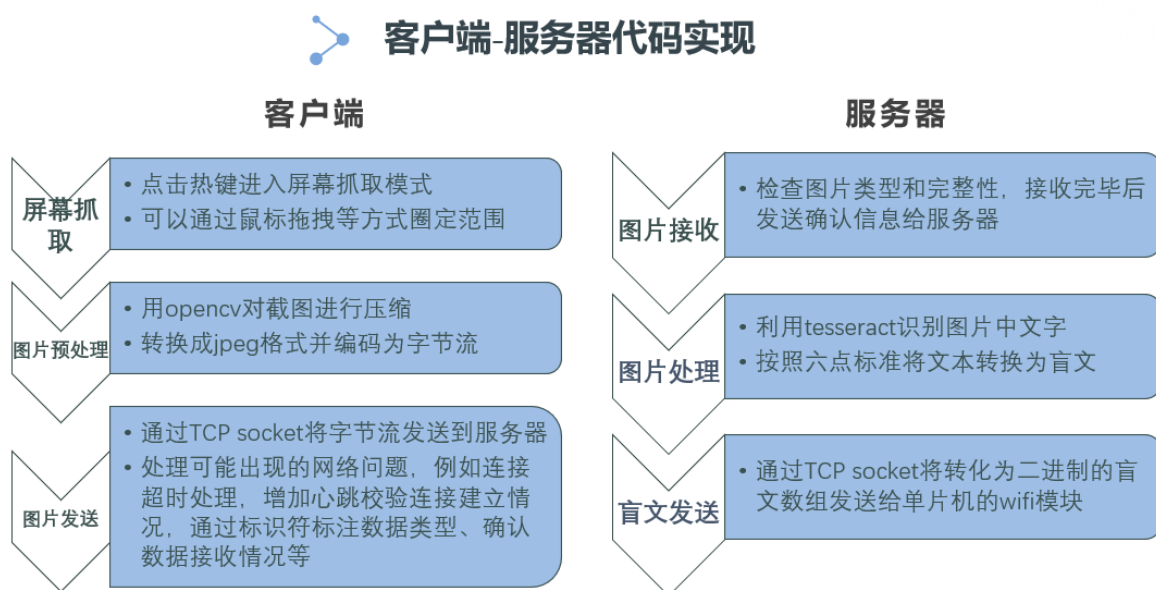 客户端-服务器代码实现
客户端
屏幕抓
取
• 点击热键进入屏幕抓取模式
• 可以通过鼠标拖拽等方式圈定范围
图片预处理
• 用opencv对截图进行压缩
• 转换成jpeg格式并编码为字节流
图片发送
• 通过TCP socket将字节流发送到服务器
• 处理可能出现的网络问题，例如连接
超时处理，增加心跳校验连接建立情
况，通过标识符标注数据类型、确认
数据接收情况等
服务器
图片接收
• 检查图片类型和完整性，接收完毕后
发送确认信息给服务器
图片处理
• 利用tesseract识别图片中文字
• 按照六点标准将文本转换为盲文
盲文发送
• 通过TCP socket将转化为二进制的盲
文数组发送给单片机的wifi模块